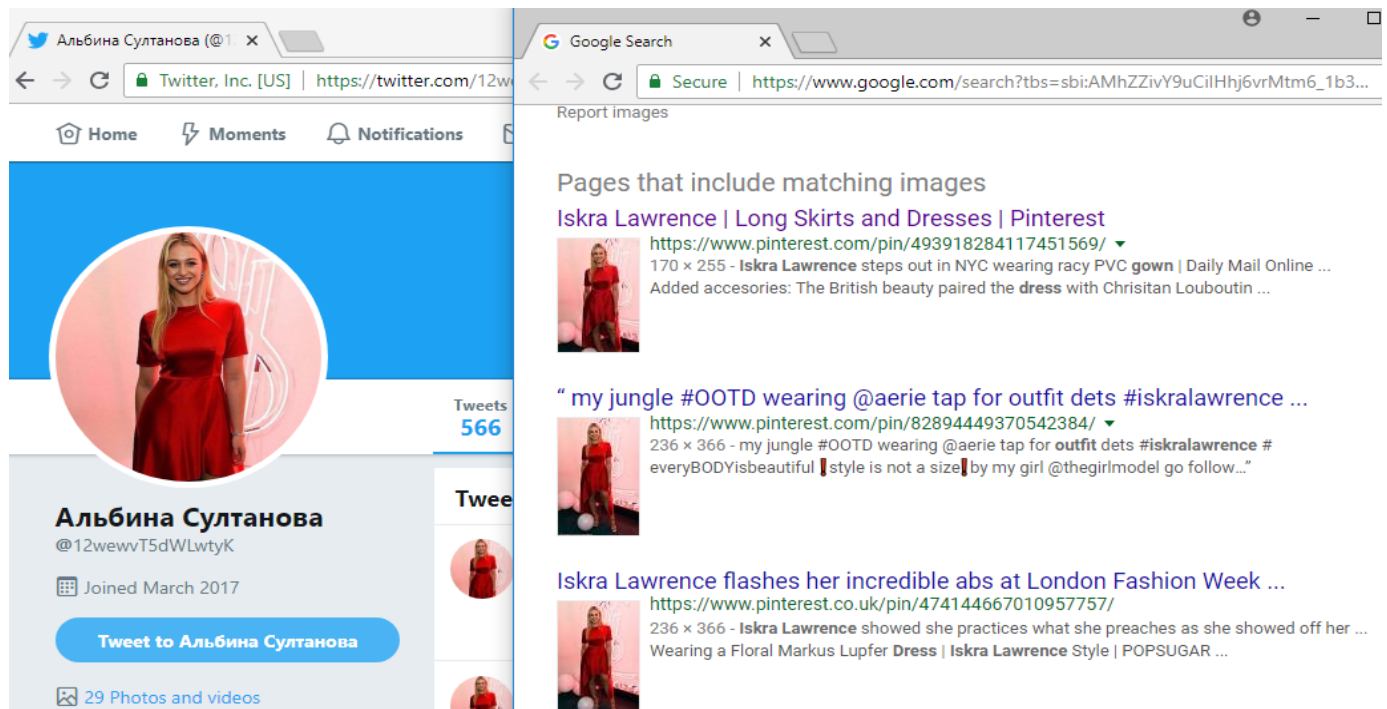 Альбина Султанова (@1
Twitter, Inc. [US] | https://twitter.com/12w
Home Moments Notifications
Tweets
566
Twee
Альбина Султанова
@12wewvT5dWLwtyK
Joined March 2017
Tweet to Альбина Султанова
29 Photos and videos
Google Search
Secure | https://www.google.com/search?tbs=sbi:AMhZZivY9uCilHhj6vrMtm6_1b3...
Report images
Pages that include matching images
Iskra Lawrence | Long Skirts and Dresses | Pinterest
https://www.pinterest.com/pin/493918284117451569/
170 × 255 - Iskra Lawrence steps out in NYC wearing racy PVC gown | Daily Mail Online ...
Added accesories: The British beauty paired the dress with Chrisitan Louboutin ...
“ my jungle #OOTD wearing @aerie tap for outfit dets #iskralawrence ...
https://www.pinterest.com/pin/82894449370542384/
236 × 366 - my jungle #OOTD wearing @aerie tap for outfit dets #iskralawrence #
everyBODYisbeautiful❗style is not a size❗by my girl @thegirlmodel go follow…”
Iskra Lawrence flashes her incredible abs at London Fashion Week ...
https://www.pinterest.co.uk/pin/474144667010957757/
236 × 366 - Iskra Lawrence showed she practices what she preaches as she showed off her ...
Wearing a Floral Markus Lupfer Dress | Iskra Lawrence Style | POPSUGAR ...